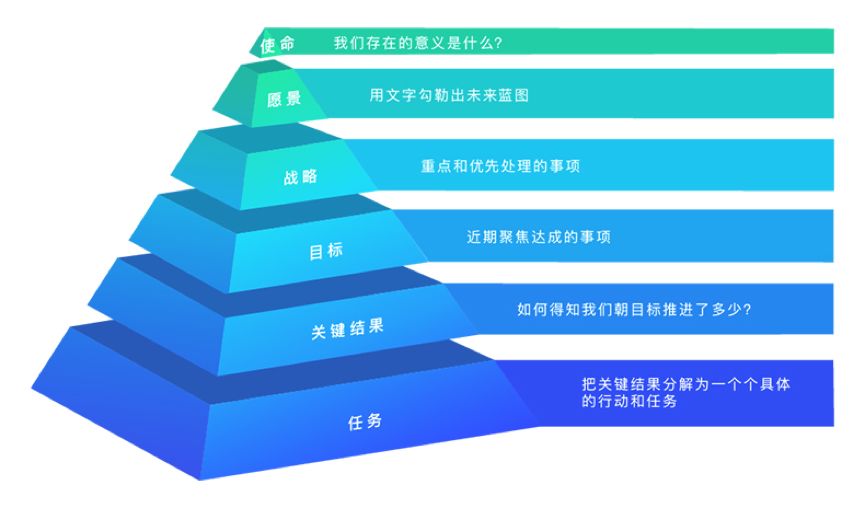 使命
我们存在的意义是什么?
愿景
用文字勾勒出未来蓝图
战略
重点和优先处理的事项
目标
近期聚焦达成的事项
关键结果
如何得知我们朝目标推进了多少?
任务
把关键结果分解为一个个具体
的行动和任务